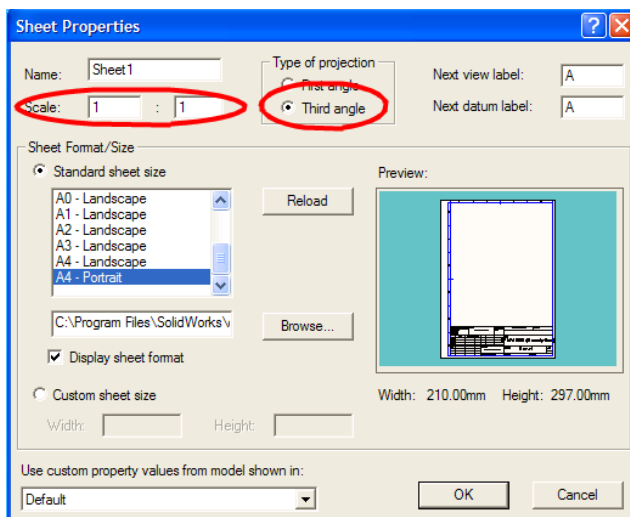 Sheet Properties
Name: Sheet1
Scale: 1 : 1
Type of projection
First angle
Third angle
Next view label: A
Next datum label: A
Sheet Format/Size
Standard sheet size
A0 - Landscape
A1 - Landscape
A2 - Landscape
A3 - Landscape
A4 - Landscape
A4 - Portrait
Reload
C:\Program Files\SolidWorks\
Browse...
Display sheet format
Custom sheet size
Width: Height:
Preview:
Width: 210.00mm Height: 297.00mm
Use custom property values from model shown in:
Default
OK Cancel